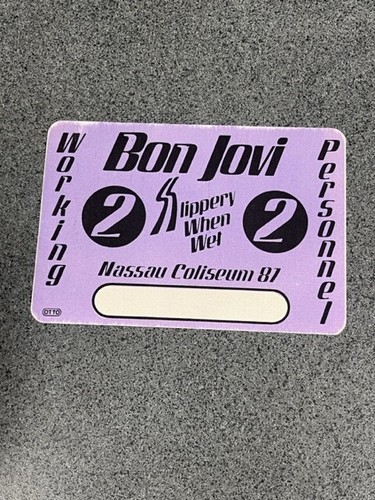 Working
Bon Jovi
Personnel
2
Slippery
When
Wet
2
Nassau Coliseum 87
OTTO